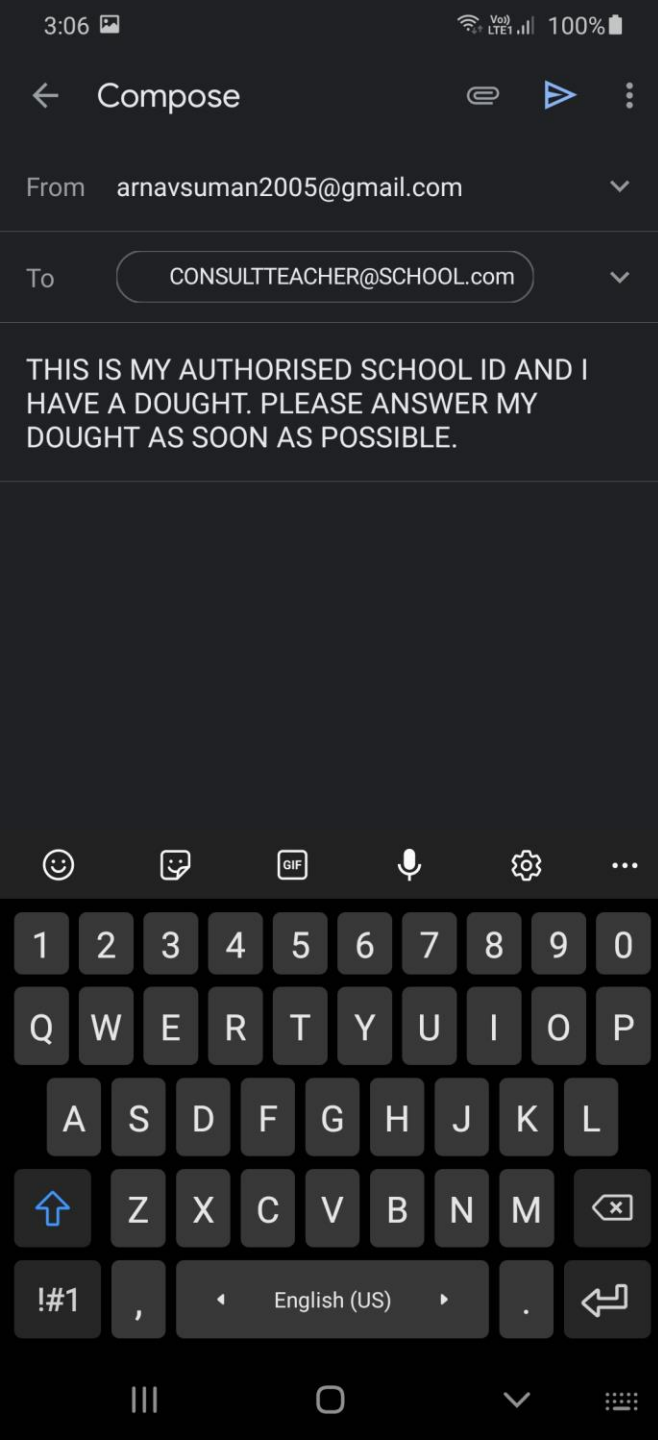 3:06 Vo)) LTE1 100%
Compose
From arnavsuman2005@gmail.com
To CONSULTTEACHER@SCHOOL.com
THIS IS MY AUTHORISED SCHOOL ID AND I
HAVE A DOUGHT. PLEASE ANSWER MY
DOUGHT AS SOON AS POSSIBLE.
GIF
1 2 3 4 5 6 7 8 9 0
Q W E R T Y U I O P
A S D F G H J K L
Z X C V B N M
!#1 , English (US) .